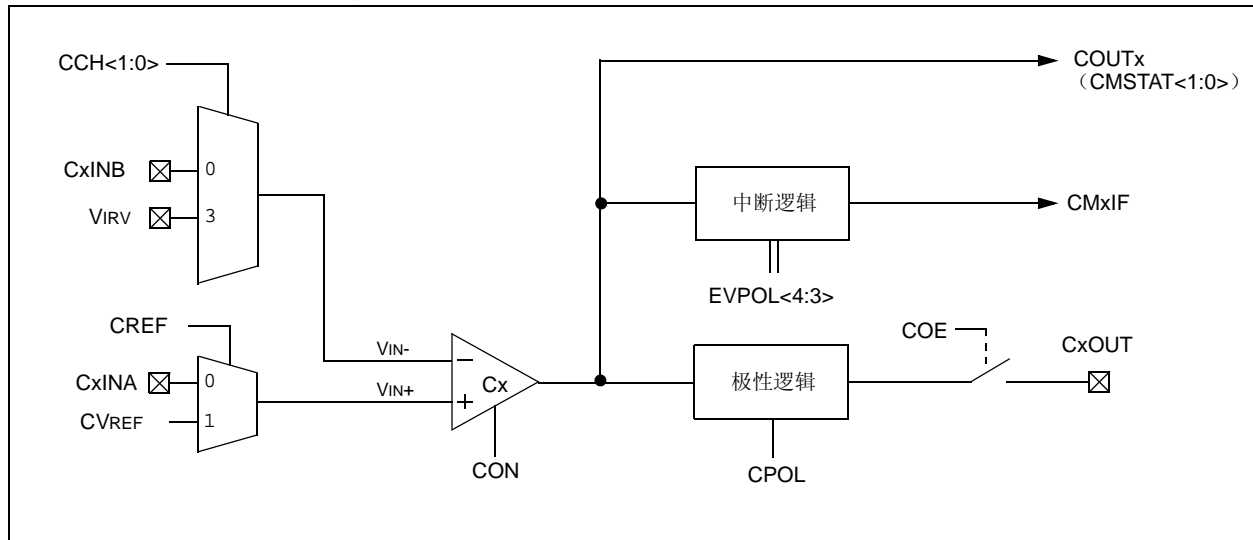 CCH<1:0>
COUTx
（CMSTAT<1:0>）
CxINB
0
VIRV
3
中断逻辑
CMxIF
EVPOL<4:3>
CREF
COE
CxOUT
VIN-
CxINA
0
Cx
极性逻辑
VIN+
CVREF
1
CON
CPOL